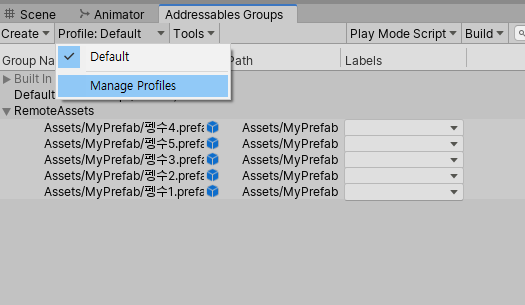 Scene Animator Addressables Groups
Create Profile: Default Tools Play Mode Script Build
Default
Group Na Path Labels
Built In
Manage Profiles
Default
RemoteAssets
Assets/MyPrefab/펭수4.prefa Assets/MyPrefab
Assets/MyPrefab/펭수5.prefa Assets/MyPrefab
Assets/MyPrefab/펭수3.prefa Assets/MyPrefab
Assets/MyPrefab/펭수2.prefa Assets/MyPrefab
Assets/MyPrefab/펭수1.prefa Assets/MyPrefab